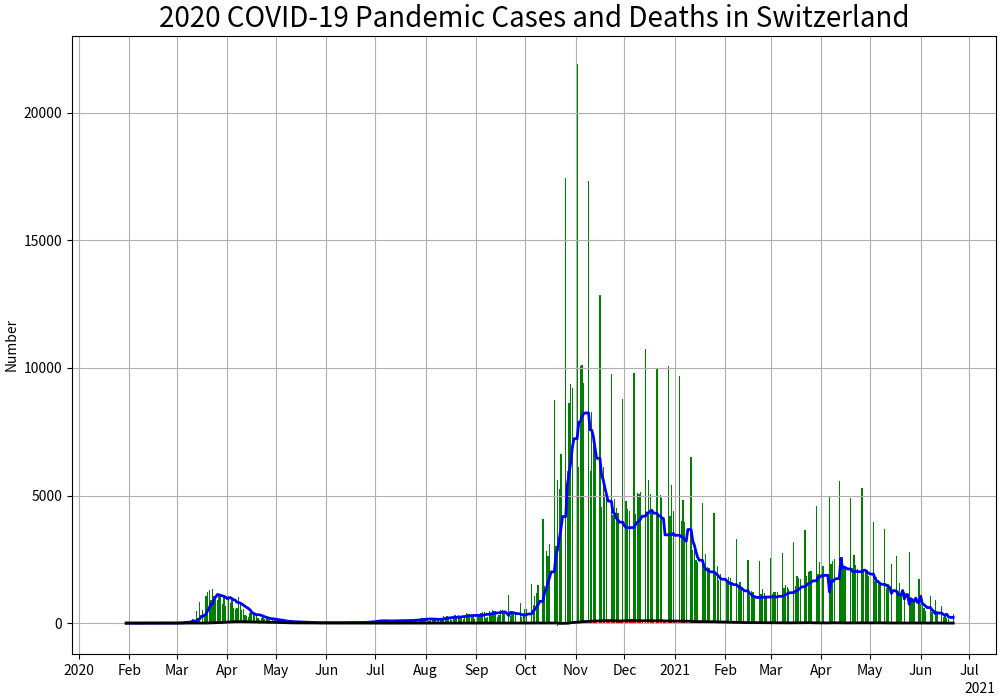 2020 COVID-19 Pandemic Cases and Deaths in Switzerland
Number
20000
15000
10000
5000
0
2020 Feb Mar Apr May Jun Jul Aug Sep Oct Nov Dec 2021 Feb Mar Apr May Jun Jul
2021